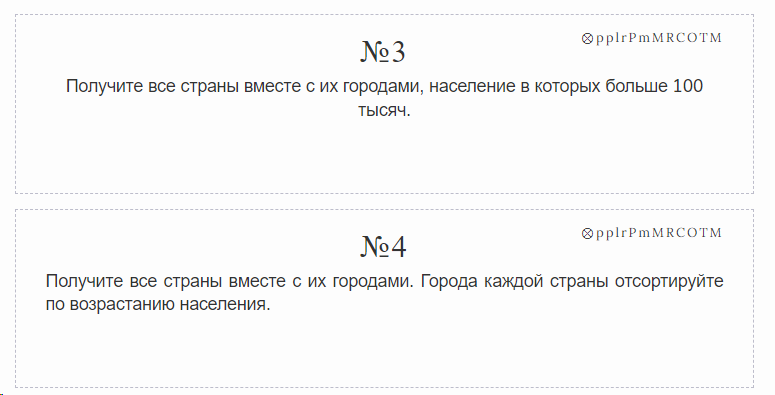 ⊗pplrPmMRCOTM
№3
Получите все страны вместе с их городами, население в которых больше 100
тысяч.
⊗pplrPmMRCOTM
№4
Получите все страны вместе с их городами. Города каждой страны отсортируйте
по возрастанию населения.